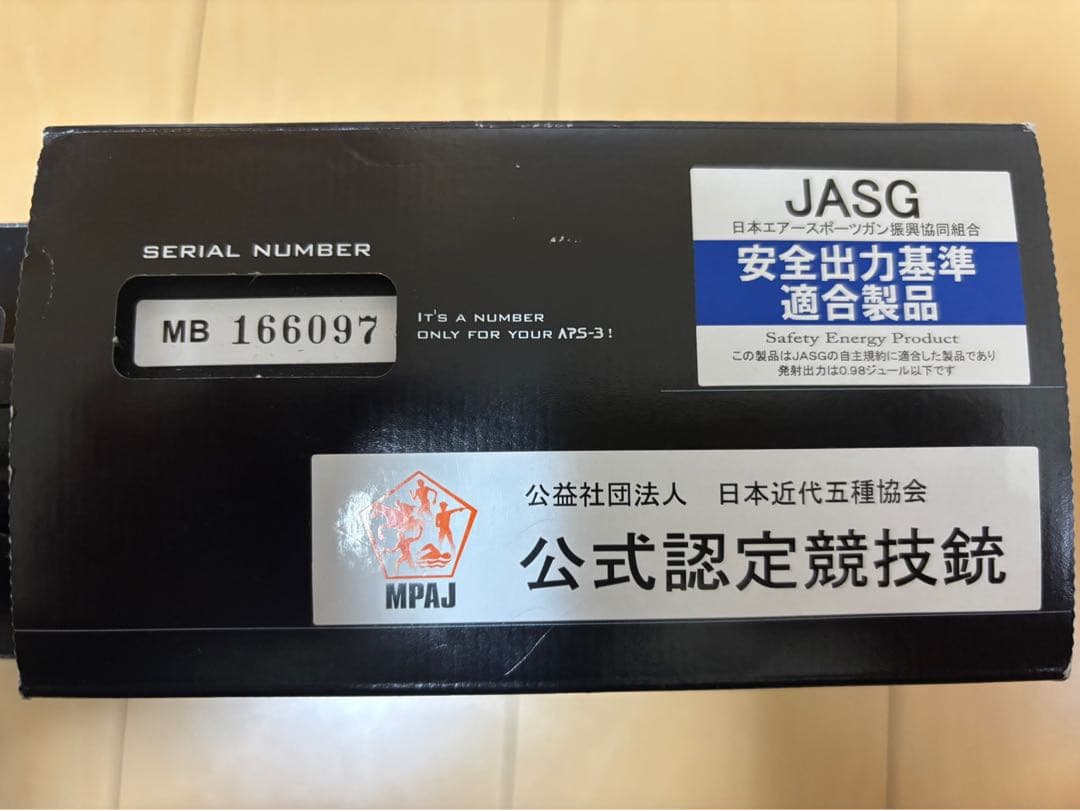 SERIAL NUMBER
MB 166097
IT'S A NUMBER
ONLY FOR YOUR APS-3!
JASG
日本エアースポーツガン振興協同組合
安全出力基準
適合製品
Safety Energy Product
この製品はJASGの自主規約に適合した製品であり
発射出力は0.98ジュール以下です
公益社団法人 日本近代五種協会
公式認定競技銃
MPAJ